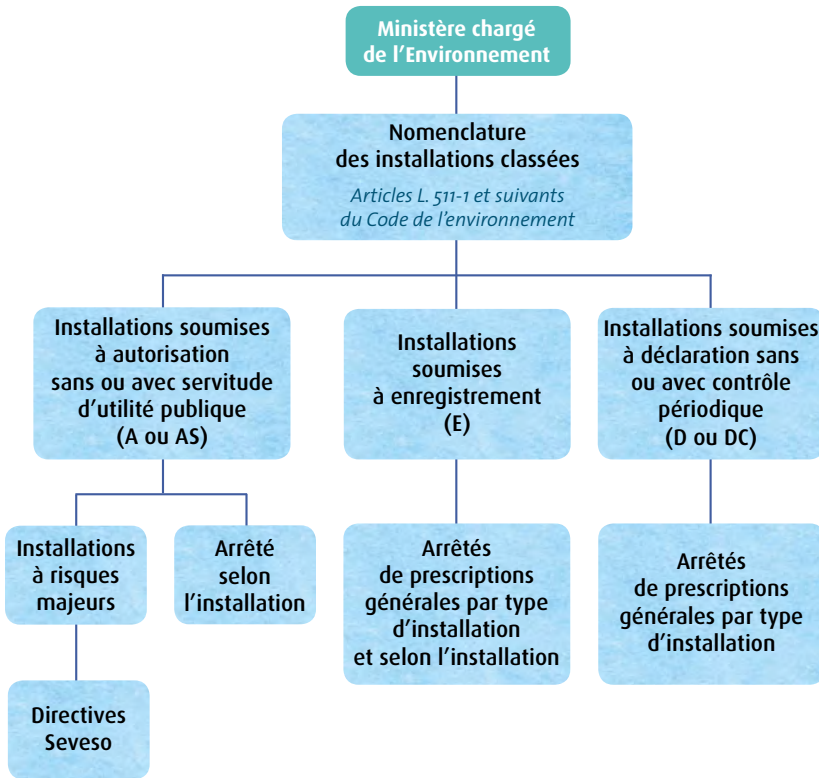 Ministère chargé
de l'Environnement
Nomenclature
des installations classées
Articles L. 511-1 et suivants
du Code de l'environnement
Installations soumises
à autorisation
sans ou avec servitude
d'utilité publique
(A ou AS)
Installations
soumises
à enregistrement
(E)
Installations soumises
à déclaration sans
ou avec contrôle
périodique
(D ou DC)
Installations
à risques
majeurs
Arrêté
selon
l'installation
Arrêtés
de prescriptions
générales par type
d'installation
et selon l'installation
Arrêtés
de prescriptions
générales par type
d'installation
Directives
Seveso